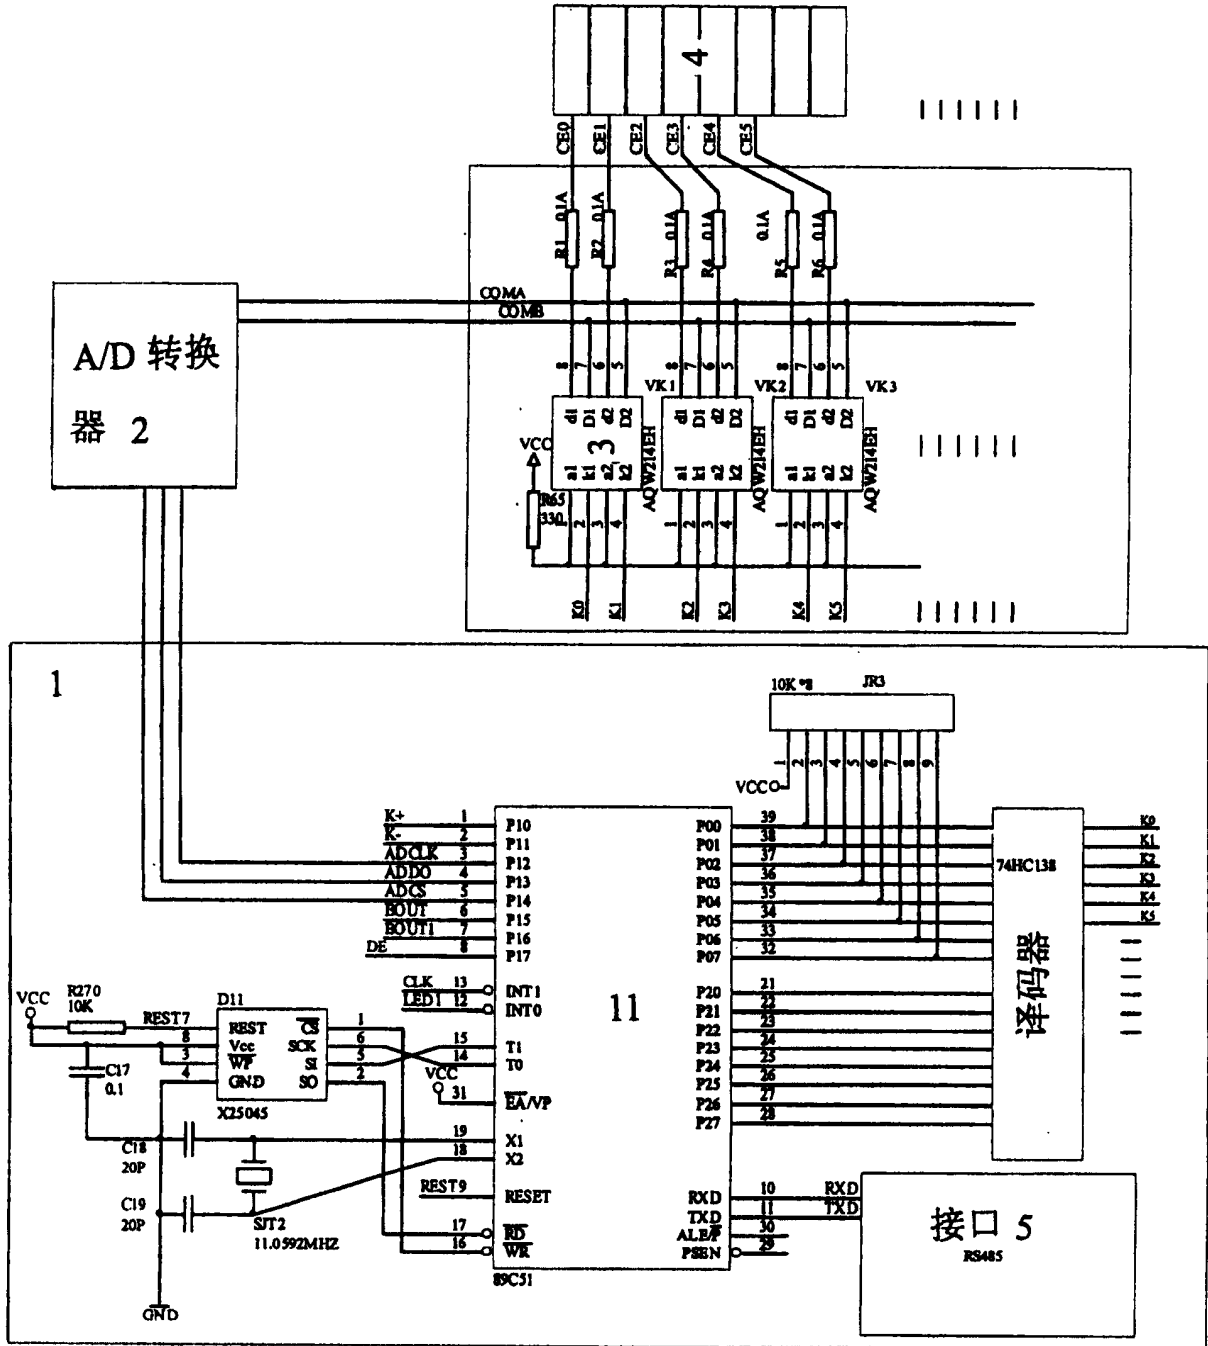 4
CE0 CE1 CE2 CE3 CE4 CE5
0.1A 0.1A 0.1A 0.1A 0.1A 0.1A
R1 R2 R3 R4 R5 R6
COMA
COMB
A/D 转换
器 2
8 7 6 5 8 7 6 5 8 7 6 5
VK1 VK2 VK3
d1 D1 d2 D2 d1 D1 d2 D2 d1 D1 d2 D2
3
VCC
a1 k1 a2 k2 a1 k1 a2 k2 a1 k1 a2 k2
AQW214EH AQW214EH AQW214EH
R65
330
1 2 3 4 1 2 3 4 1 2 3 4
K0 K1 K2 K3 K4 K5
1
10K *8 JR3
1 2 3 4 5 6 7 8 9
VCC
K+ 1 P10
K- 2 P11
ADCLK 3 P12
ADDO 4 P13
ADCS 5 P14
BOUT 6 P15
BOUT1 7 P16
DE 8 P17
CLK 13 INT1
LED1 12 INT0
15 T1
14 T0
VCC
31 EA/VP
19 X1
18 X2
REST9 RESET
17 RD
16 WR
89C51
11
P00 39
P01 38
P02 37
P03 36
P04 35
P05 34
P06 33
P07 32
P20 21
P21 22
P22 23
P23 24
P24 25
P25 26
P26 27
P27 28
RXD 10 RXD
TXD 11 TXD
ALE/P 30
PSEN 29
74HC138
译码器
K0
K1
K2
K3
K4
K5
接口 5
RS485
VCC
R270
10K
D11
REST7 REST CS 1
8 Vcc SCK 6
3 WP SI 5
4 GND SO 2
X25045
C17
0.1
C18
20P
C19
20P
SJT2
11.0592MHZ
GND